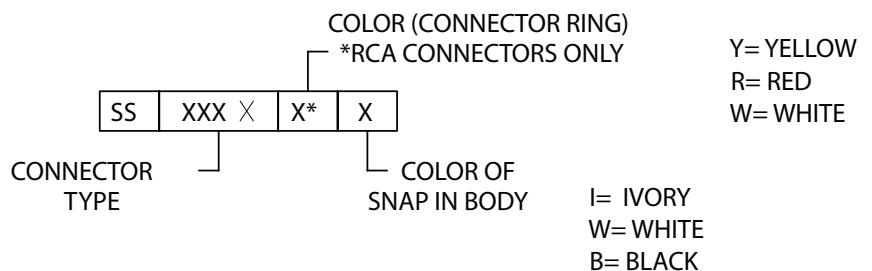 COLOR (CONNECTOR RING)
*RCA CONNECTORS ONLY
Y= YELLOW
R= RED
W= WHITE
SS XXX X X* X
CONNECTOR
TYPE
COLOR OF
SNAP IN BODY
I= IVORY
W= WHITE
B= BLACK